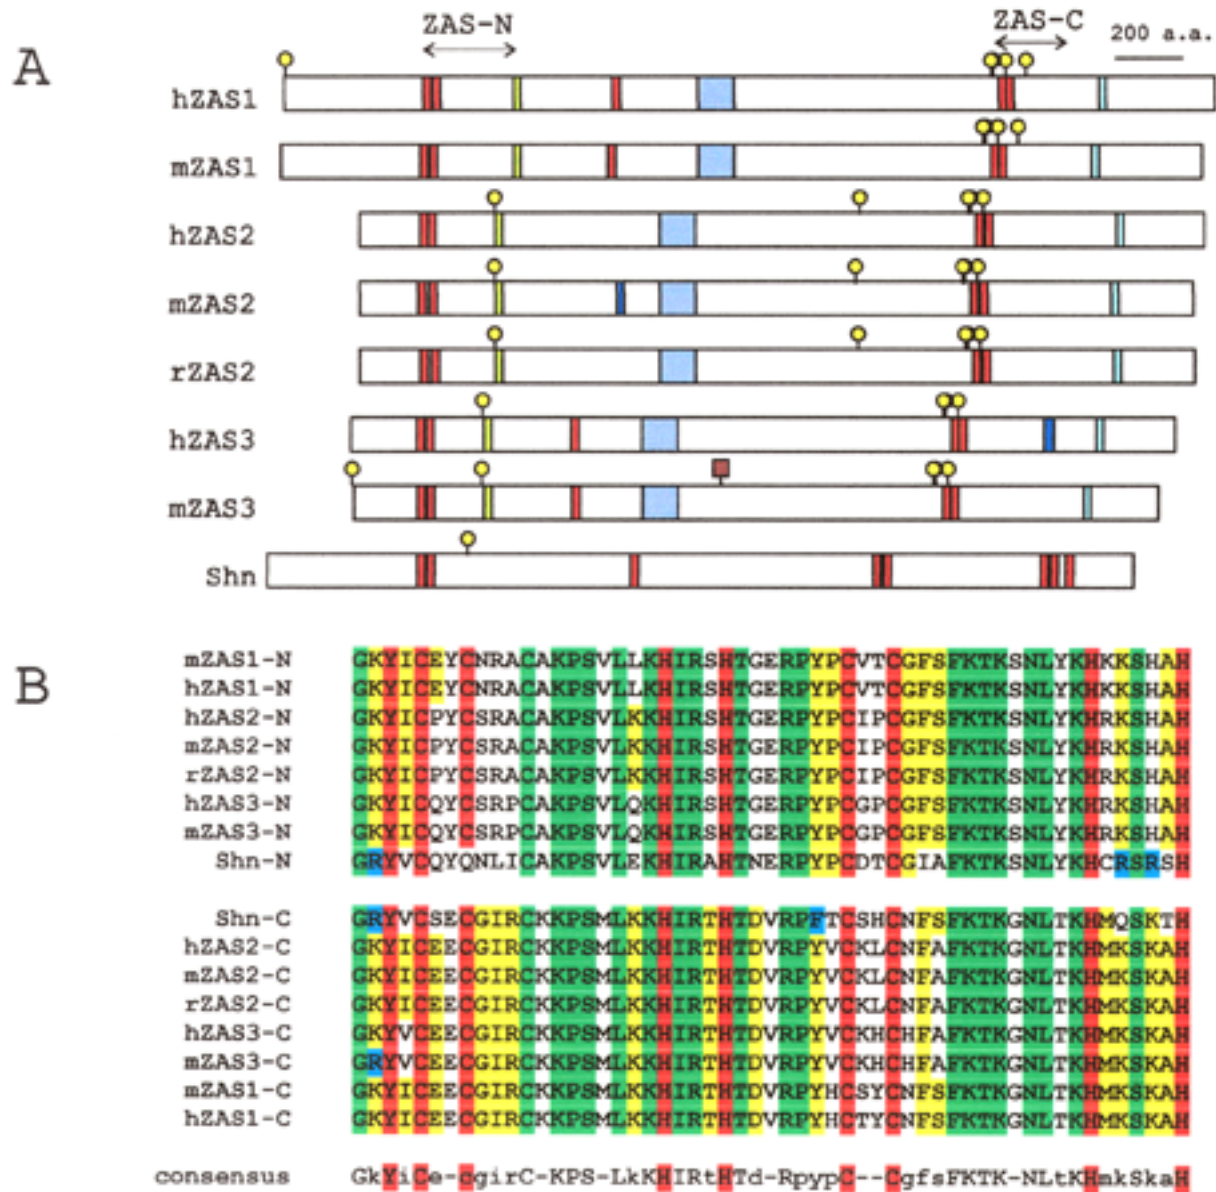 A
ZAS-N
ZAS-C
200 a.a.
hZAS1
mZAS1
hZAS2
mZAS2
rZAS2
hZAS3
mZAS3
Shn
B
mZAS1-N GKYICEYCNRACAKPSVLLKHIRSHTGERPYPCVTCGFSFKTKSNLYKHKKSHAH
hZAS1-N GKYICEYCNRACAKPSVLLKHIRSHTGERPYPCVTCGFSFKTKSNLYKHKKSHAH
hZAS2-N GKYICPYCSRACAKPSVLKKHIRSHTGERPYPCIPCGFSFKTKSNLYKHRKSHAH
mZAS2-N GKYICPYCSRACAKPSVLKKHIRSHTGERPYPCIPCGFSFKTKSNLYKHRKSHAH
rZAS2-N GKYICPYCSRACAKPSVLKKHIRSHTGERPYPCIPCGFSFKTKSNLYKHRKSHAH
hZAS3-N GKYICQYCSRPCAKPSVLQKHIRSHTGERPYPCGPCGFSFKTKSNLYKHRKSHAH
mZAS3-N GKYICQYCSRPCAKPSVLQKHIRSHTGERPYPCGPCGFSFKTKSNLYKHRKSHAH
Shn-N GRYVCQYQNLICAKPSVLEKHIRAHTNERPYPCDTCGIAFKTKSNLYKHCRSRSH
Shn-C GRYVCSECGIRCKKPSMLKKHIRTHTDVRPFTCSHCNFSFKTKGNLTKHMQSKTH
hZAS2-C GKYICEECGIRCKKPSMLKKHIRTHTDVRPYVCKLCNFAFKTKGNLTKHMKSKAH
mZAS2-C GKYICEECGIRCKKPSMLKKHIRTHTDVRPYVCKLCNFAFKTKGNLTKHMKSKAH
rZAS2-C GKYICEECGIRCKKPSMLKKHIRTHTDVRPYVCKLCNFAFKTKGNLTKHMKSKAH
hZAS3-C GKYVCEECGIRCKKPSMLKKHIRTHTDVRPYVCKHCHFAFKTKGNLTKHMKSKAH
mZAS3-C GRYVCEECGIRCKKPSMLKKHIRTHTDVRPYVCKHCHFAFKTKGNLTKHMKSKAH
mZAS1-C GKYICEECGIRCKKPSMLKKHIRTHTDVRPYHCSYCNFSFKTKGNLTKHMKSKAH
hZAS1-C GKYICEECGIRCKKPSMLKKHIRTHTDVRPYHCTYCNFSFKTKGNLTKHMKSKAH
consensus GkYiCe-cgirC-KPS-LkKHIRtHTd-RpypC--CgfsFKTK-NLtKHmkSkaH